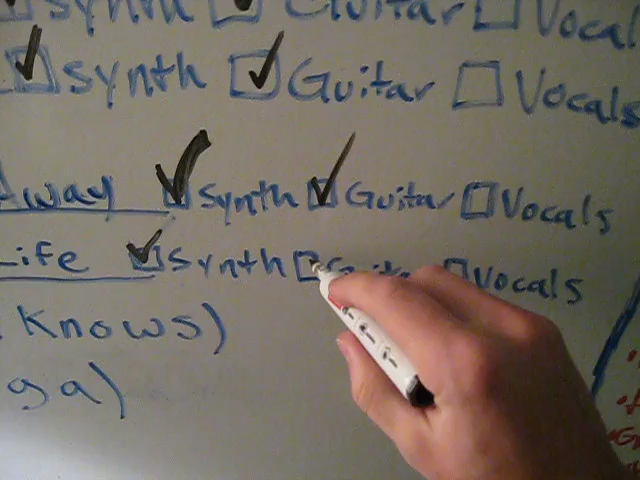 Synth Guitar Vocal
Synth Guitar Vocals
Away Synth Guitar Vocals
Life Synth Vocals
Knows)
ga)